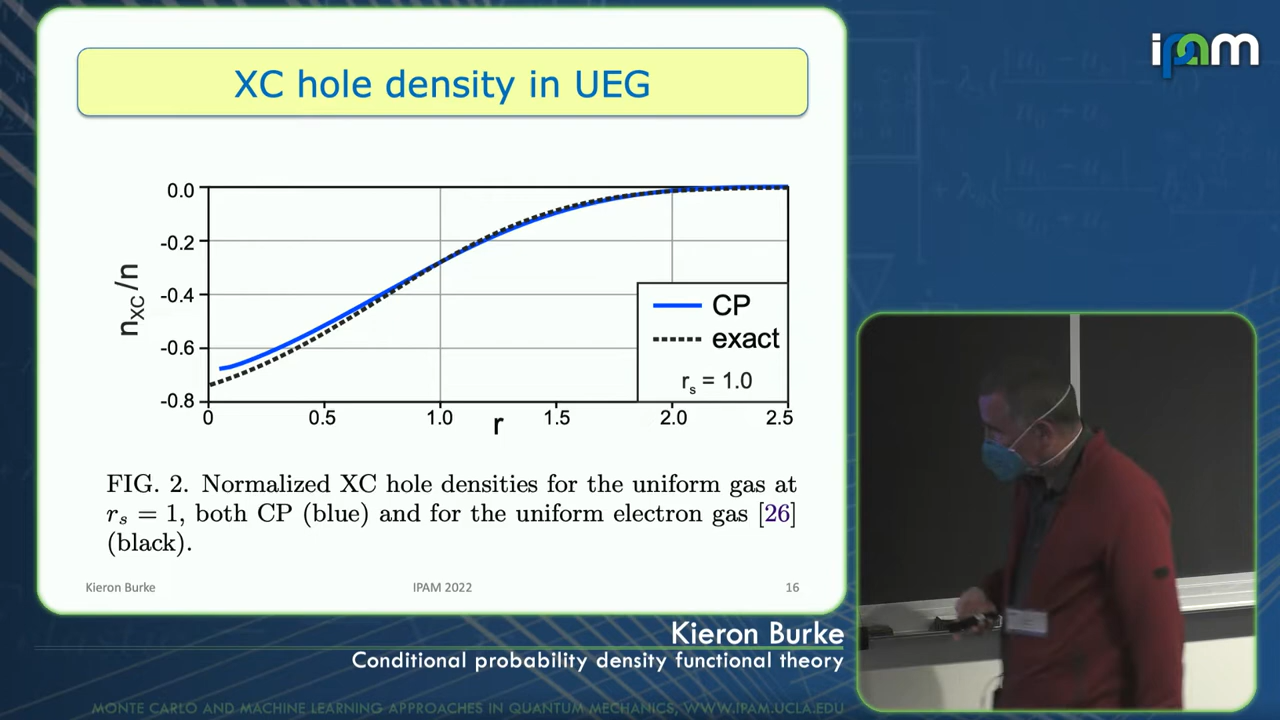 ipam
XC hole density in UEG
0.0
-0.2
-0.4
-0.6
-0.8
n_XC/n
0
0.5
1.0
1.5
2.0
2.5
r
CP
exact
r_s = 1.0
FIG. 2. Normalized XC hole densities for the uniform gas at
r_s = 1, both CP (blue) and for the uniform electron gas [26]
(black).
Kieron Burke
IPAM 2022
16
Kieron Burke
Conditional probability density functional theory
MONTE CARLO AND MACHINE LEARNING APPROACHES IN QUANTUM MECHANICS, WWW.IPAM.UCLA.EDU